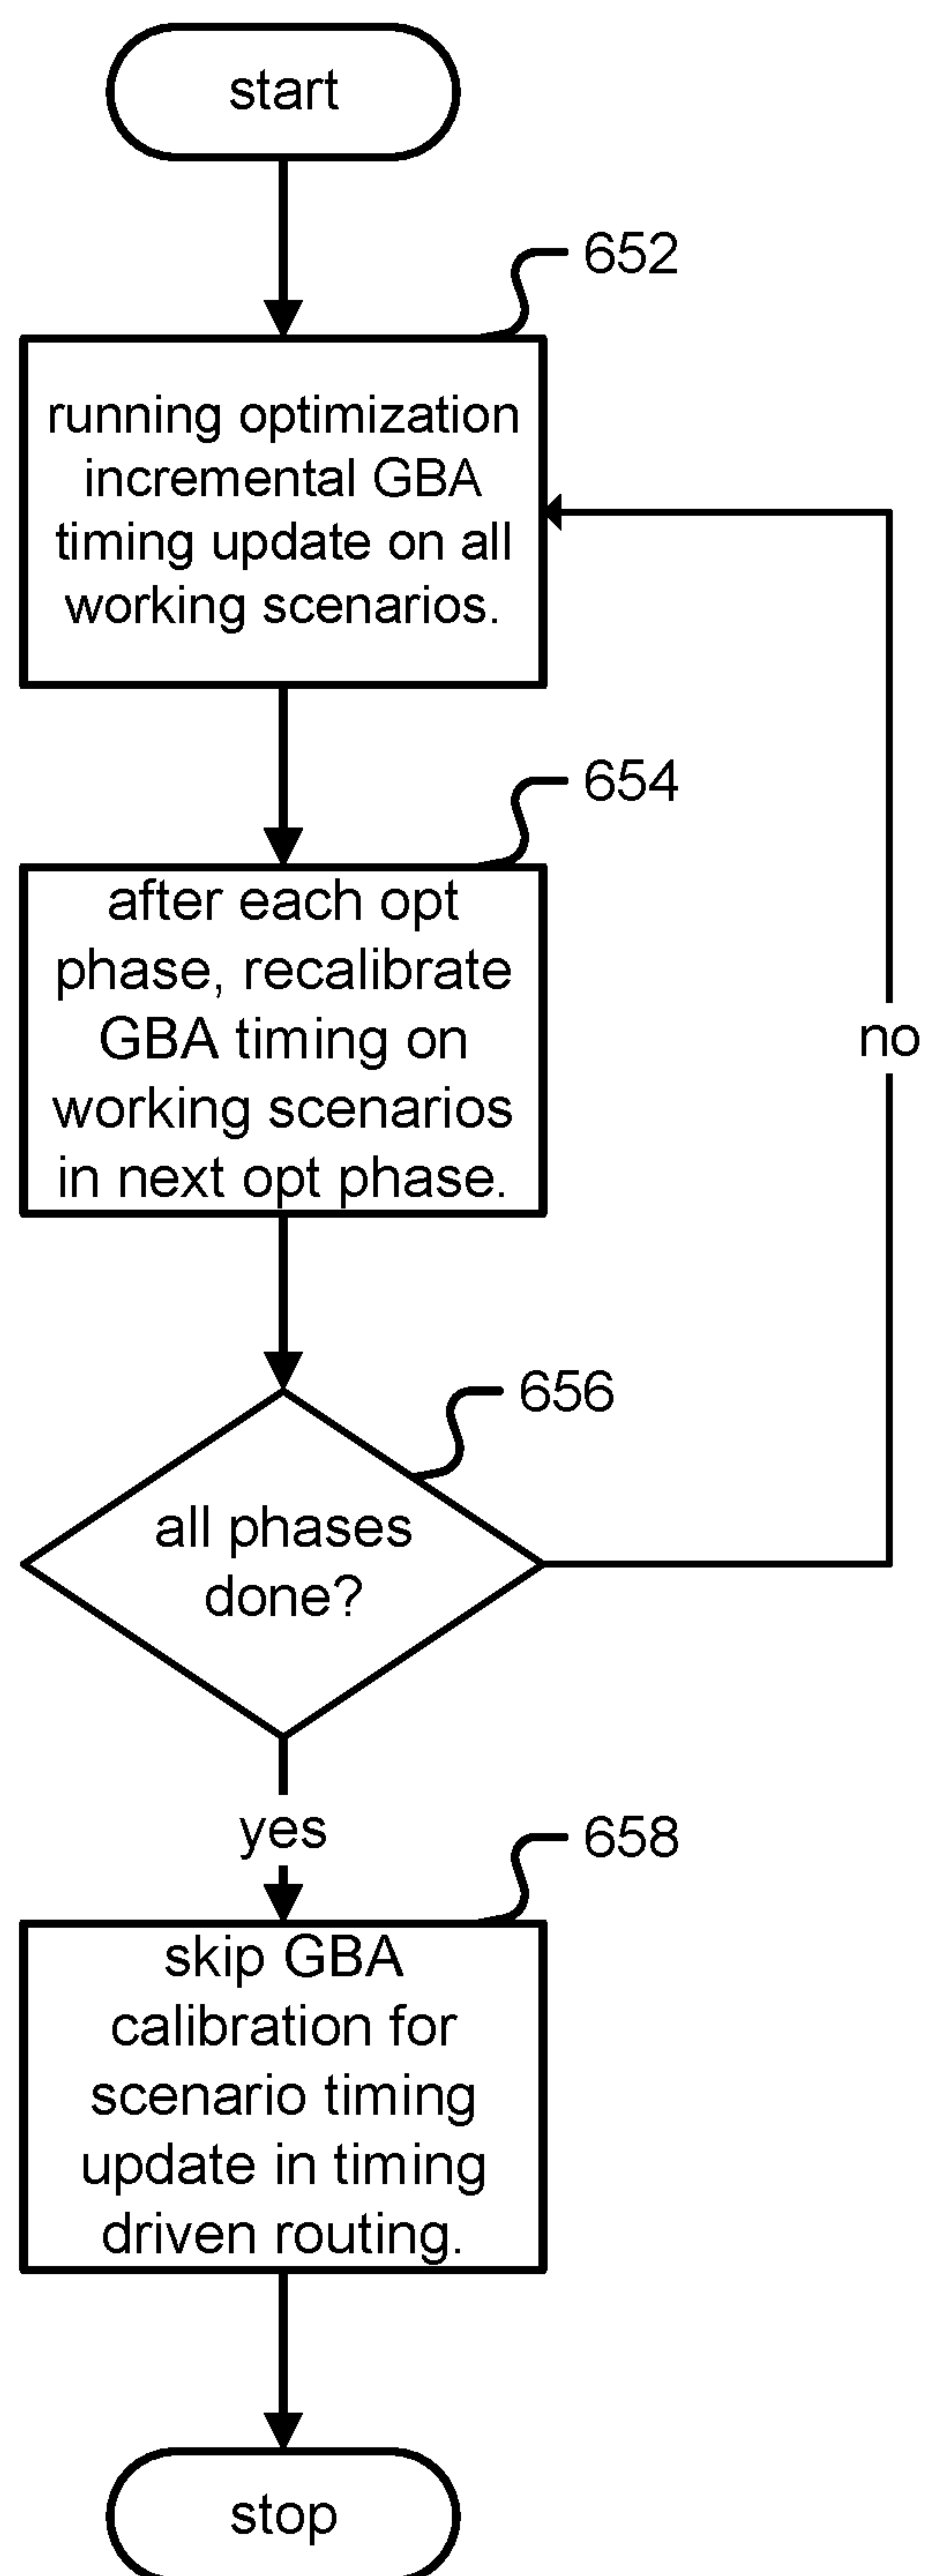 start
652
running optimization
incremental GBA
timing update on all
working scenarios.
654
after each opt
phase, recalibrate
GBA timing on
working scenarios
in next opt phase.
no
656
all phases
done?
yes
658
skip GBA
calibration for
scenario timing
update in timing
driven routing.
stop